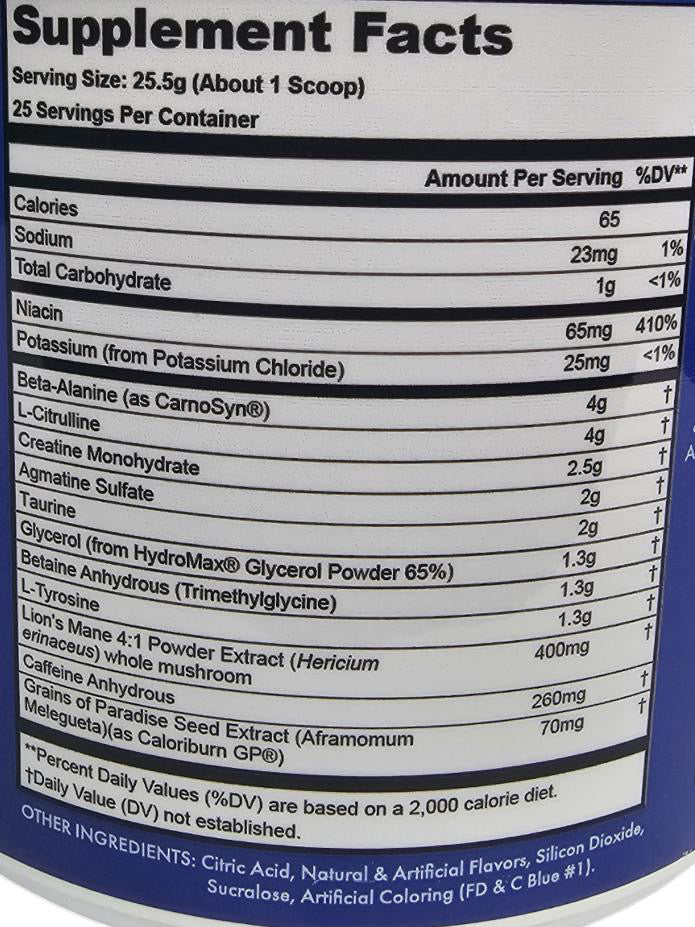 Supplement Facts
Serving Size: 25.5g (About 1 Scoop)
25 Servings Per Container
Amount Per Serving %DV**
Calories 65
Sodium 23mg 1%
Total Carbohydrate 1g <1%
Niacin 65mg 410%
Potassium (from Potassium Chloride) 25mg <1%
Beta-Alanine (as CarnoSyn®) 4g †
L-Citrulline 4g †
Creatine Monohydrate 2.5g †
Agmatine Sulfate 2g †
Taurine 2g †
Glycerol (from HydroMax® Glycerol Powder 65%) 1.3g †
Betaine Anhydrous (Trimethylglycine) 1.3g †
L-Tyrosine 1.3g †
Lion's Mane 4:1 Powder Extract (Hericium 400mg †
erinaceus) whole mushroom
Caffeine Anhydrous 260mg †
Grains of Paradise Seed Extract (Aframomum 70mg †
Melegueta)(as Caloriburn GP®)
**Percent Daily Values (%DV) are based on a 2,000 calorie diet.
†Daily Value (DV) not established.
OTHER INGREDIENTS: Citric Acid, Natural & Artificial Flavors, Silicon Dioxide,
Sucralose, Artificial Coloring (FD & C Blue #1).